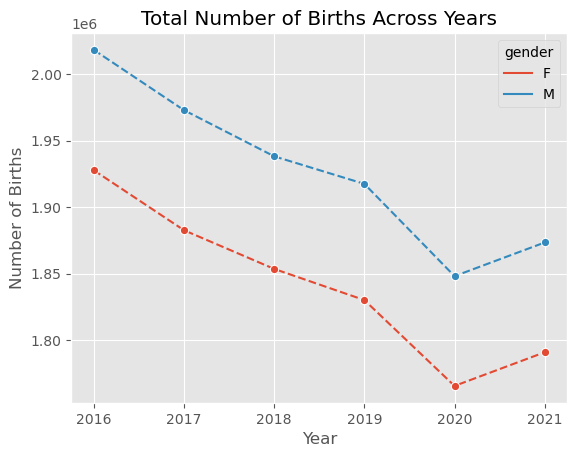 Total Number of Births Across Years
1e6
gender
F
M
2.00
1.95
1.90
1.85
1.80
Number of Births
2016 2017 2018 2019 2020 2021
Year